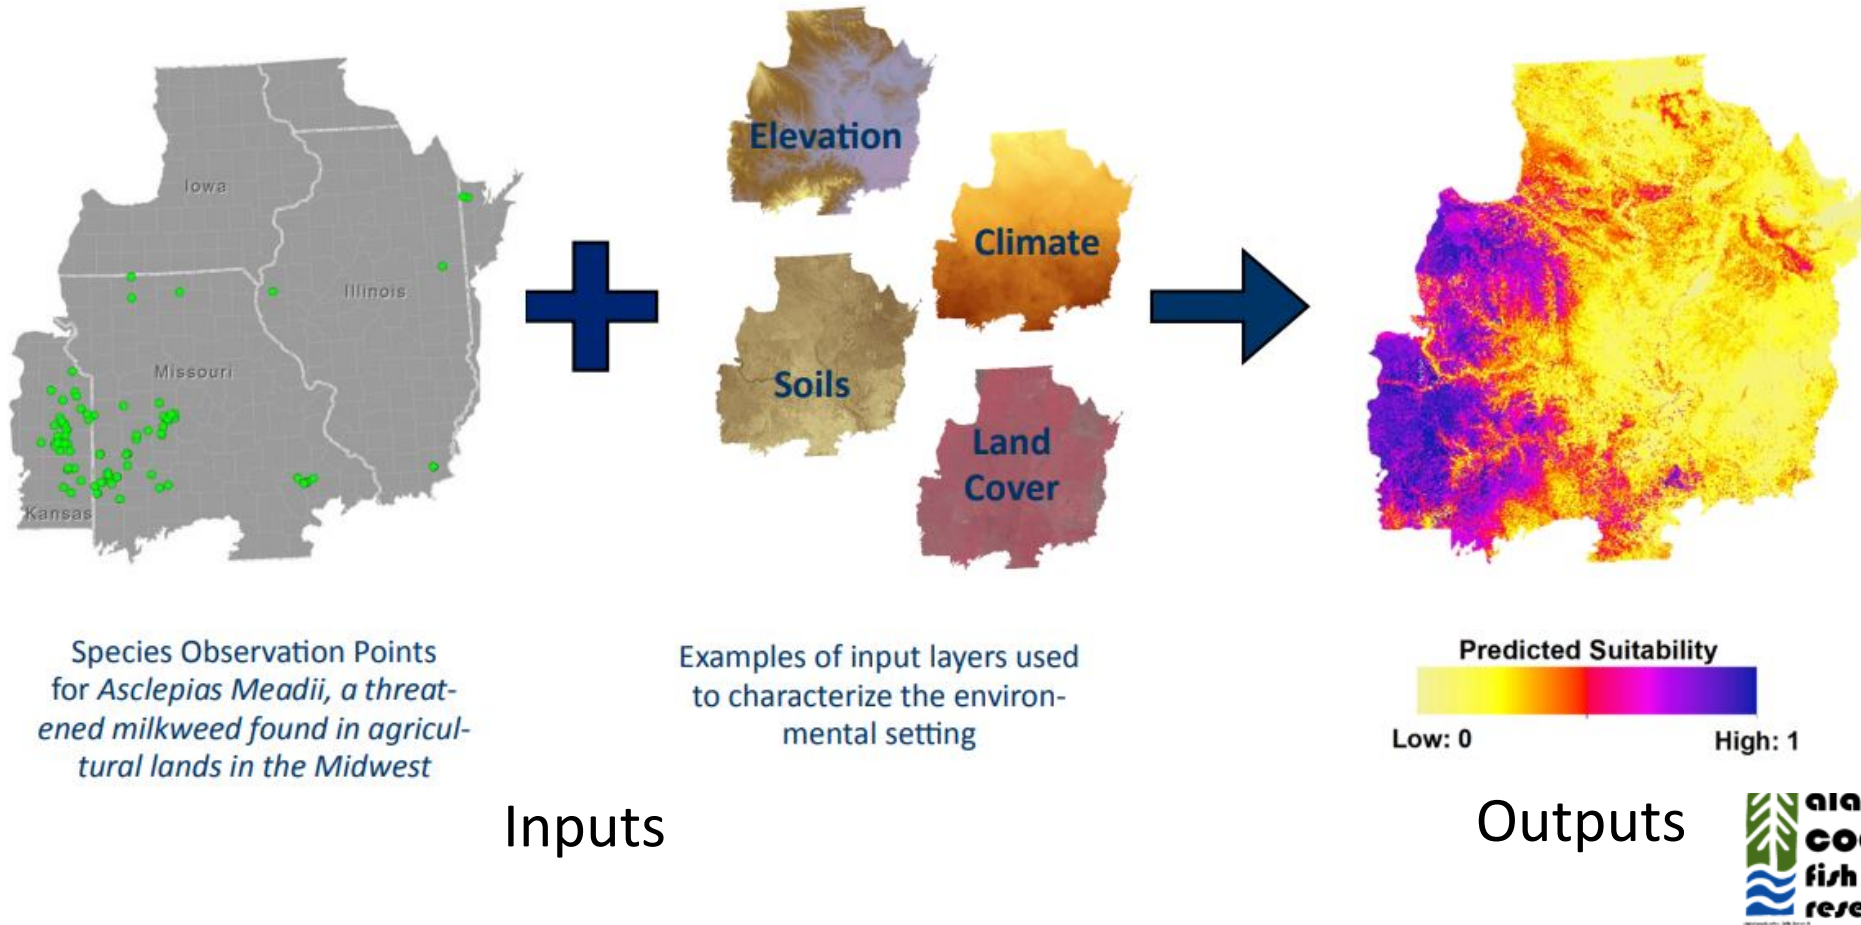 Iowa
Illinois
Missouri
Kansas
Elevation
Climate
Soils
Land
Cover
Species Observation Points
for Asclepias Meadii, a threat-
ened milkweed found in agricul-
tural lands in the Midwest
Examples of input layers used
to characterize the environ-
mental setting
Predicted Suitability
Low: 0
High: 1
Inputs
Outputs
fish